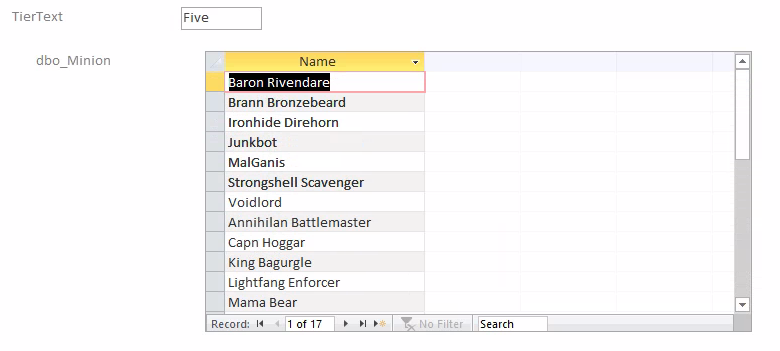 TierText Five
dbo_Minion
Name
Baron Rivendare
Brann Bronzebeard
Ironhide Direhorn
Junkbot
MalGanis
Strongshell Scavenger
Voidlord
Annihilan Battlemaster
Capn Hoggar
King Bagurgle
Lightfang Enforcer
Mama Bear
Record: 1 of 17 No Filter Search